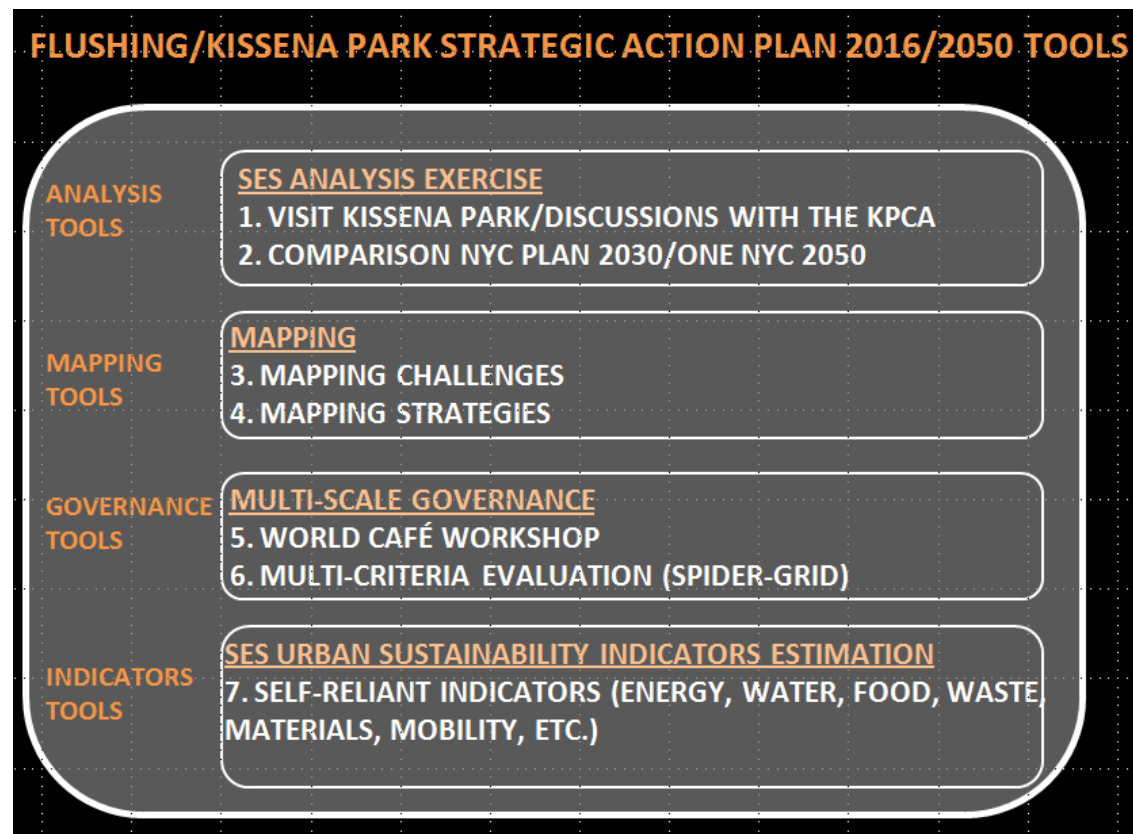 FLUSHING/KISSENA PARK STRATEGIC ACTION PLAN 2016/2050 TOOLS
ANALYSIS
TOOLS
SES ANALYSIS EXERCISE
1. VISIT KISSENA PARK/DISCUSSIONS WITH THE KPCA
2. COMPARISON NYC PLAN 2030/ONE NYC 2050
MAPPING
TOOLS
MAPPING
3. MAPPING CHALLENGES
4. MAPPING STRATEGIES
GOVERNANCE
TOOLS
MULTI-SCALE GOVERNANCE
5. WORLD CAFÉ WORKSHOP
6. MULTI-CRITERIA EVALUATION (SPIDER-GRID)
INDICATORS
TOOLS
SES URBAN SUSTAINABILITY INDICATORS ESTIMATION
7. SELF-RELIANT INDICATORS (ENERGY, WATER, FOOD, WASTE,
MATERIALS, MOBILITY, ETC.)